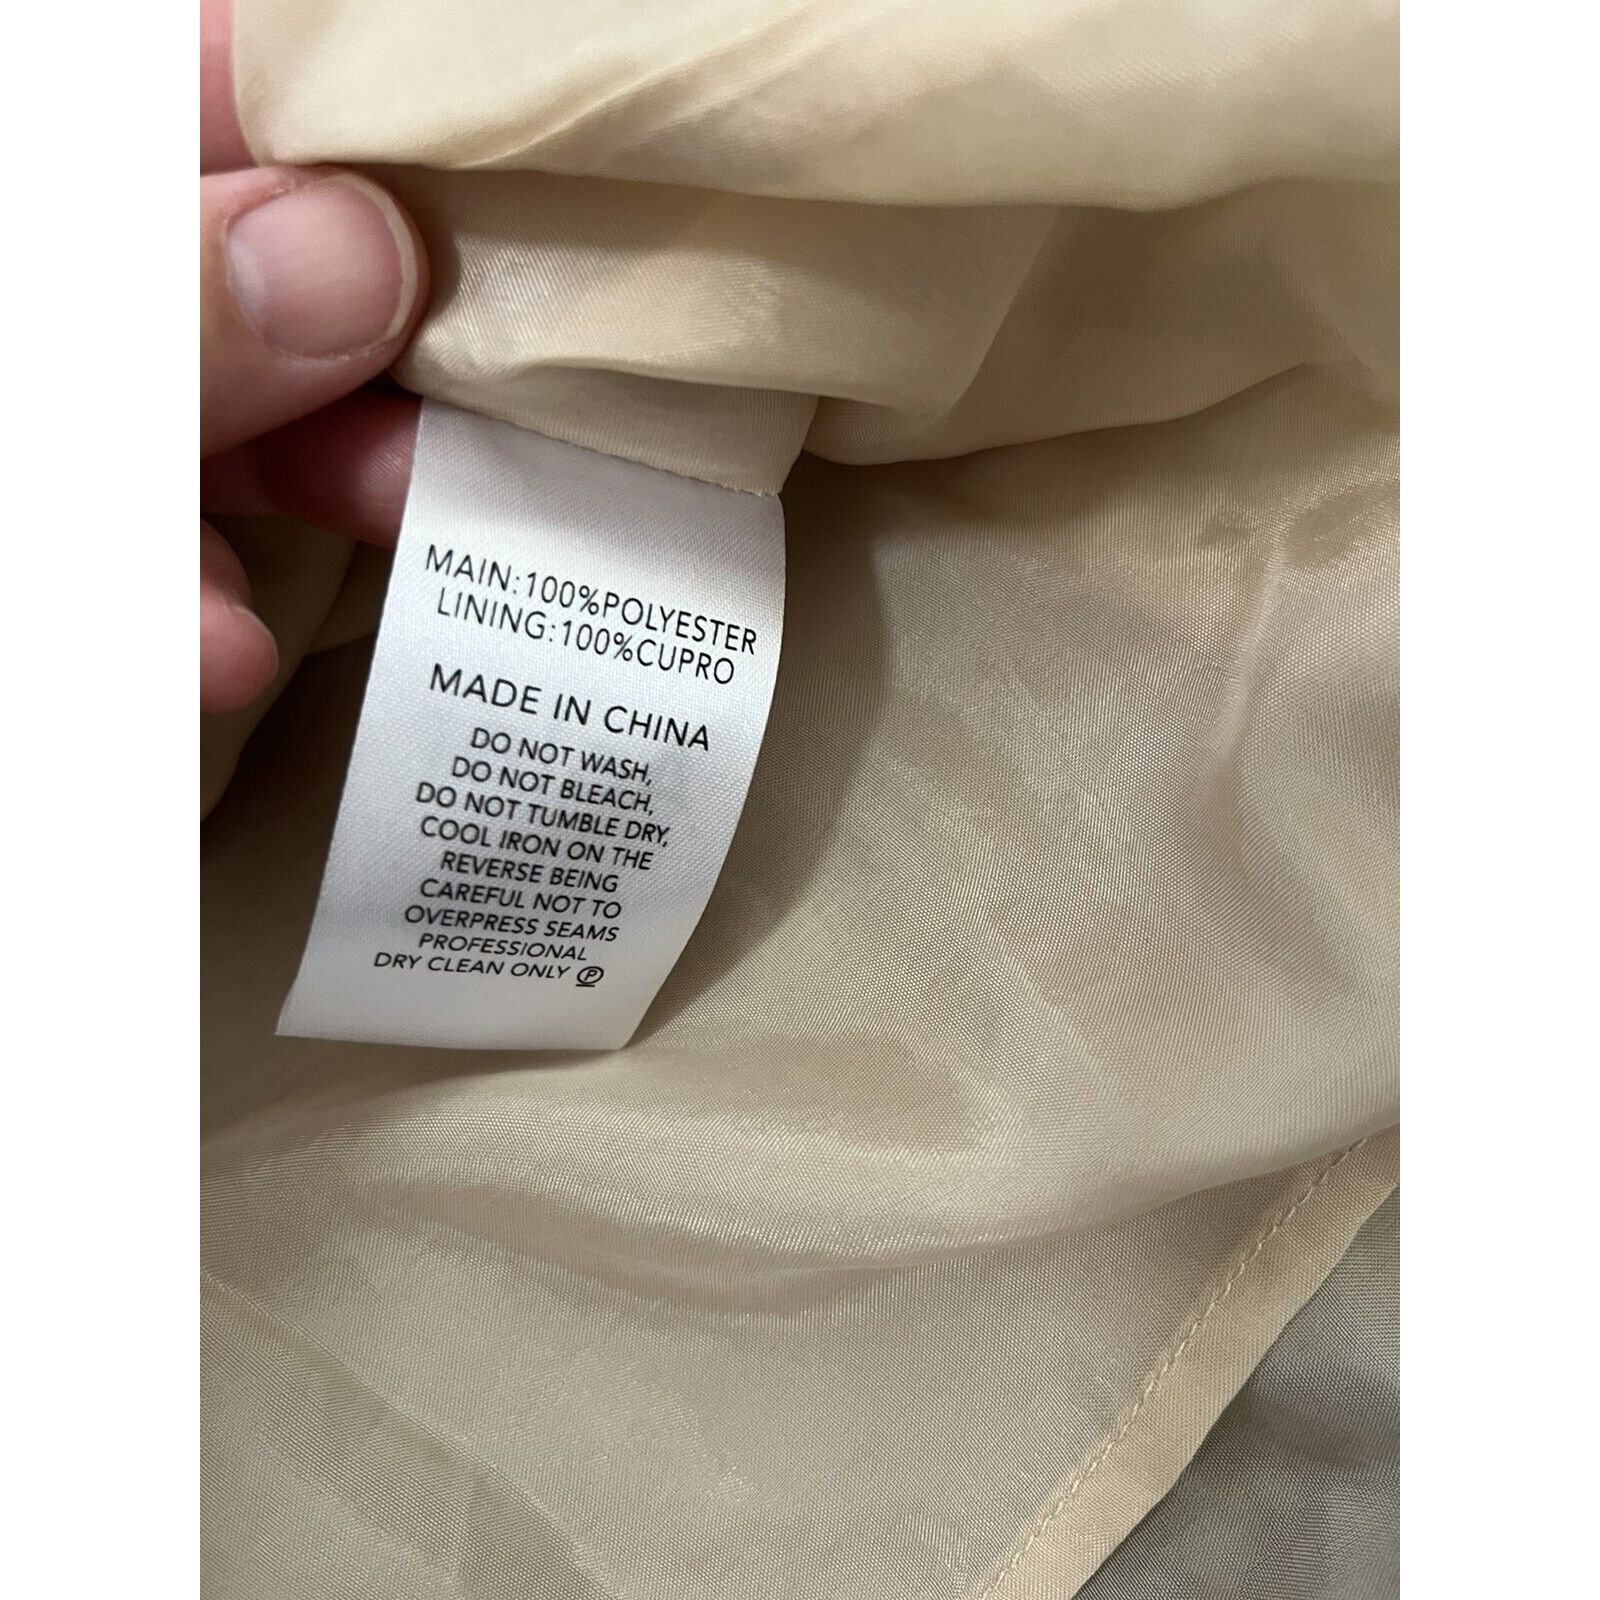 MAIN:100%POLYESTER
LINING:100%CUPRO
MADE IN CHINA
DO NOT WASH,
DO NOT BLEACH,
DO NOT TUMBLE DRY,
COOL IRON ON THE
REVERSE BEING
CAREFUL NOT TO
OVERPRESS SEAMS
PROFESSIONAL
DRY CLEAN ONLY Ⓟ